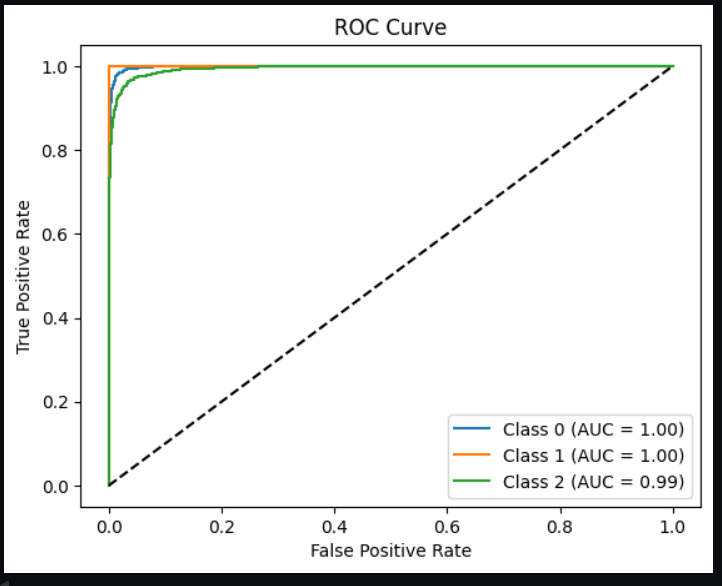 ROC Curve
1.0
0.8
0.6
0.4
0.2
0.0
True Positive Rate
Class 0 (AUC = 1.00)
Class 1 (AUC = 1.00)
Class 2 (AUC = 0.99)
0.0 0.2 0.4 0.6 0.8 1.0
False Positive Rate